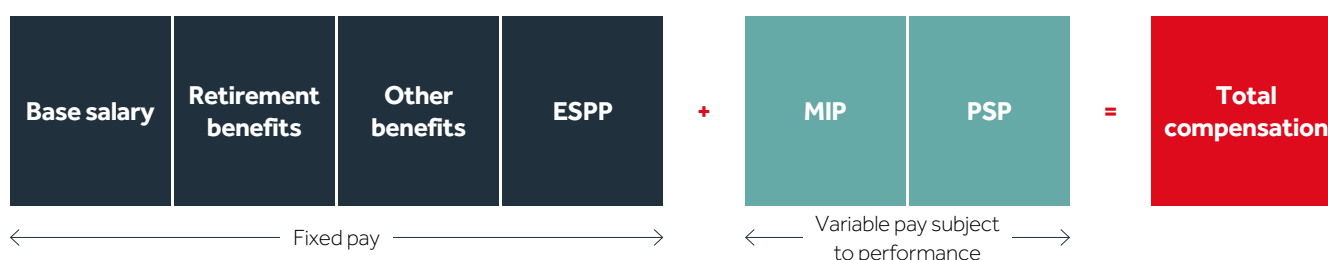 Base salary
Retirement
benefits
Other
benefits
ESPP
+
MIP
PSP
=
Total
compensation
Fixed pay
Variable pay subject
to performance